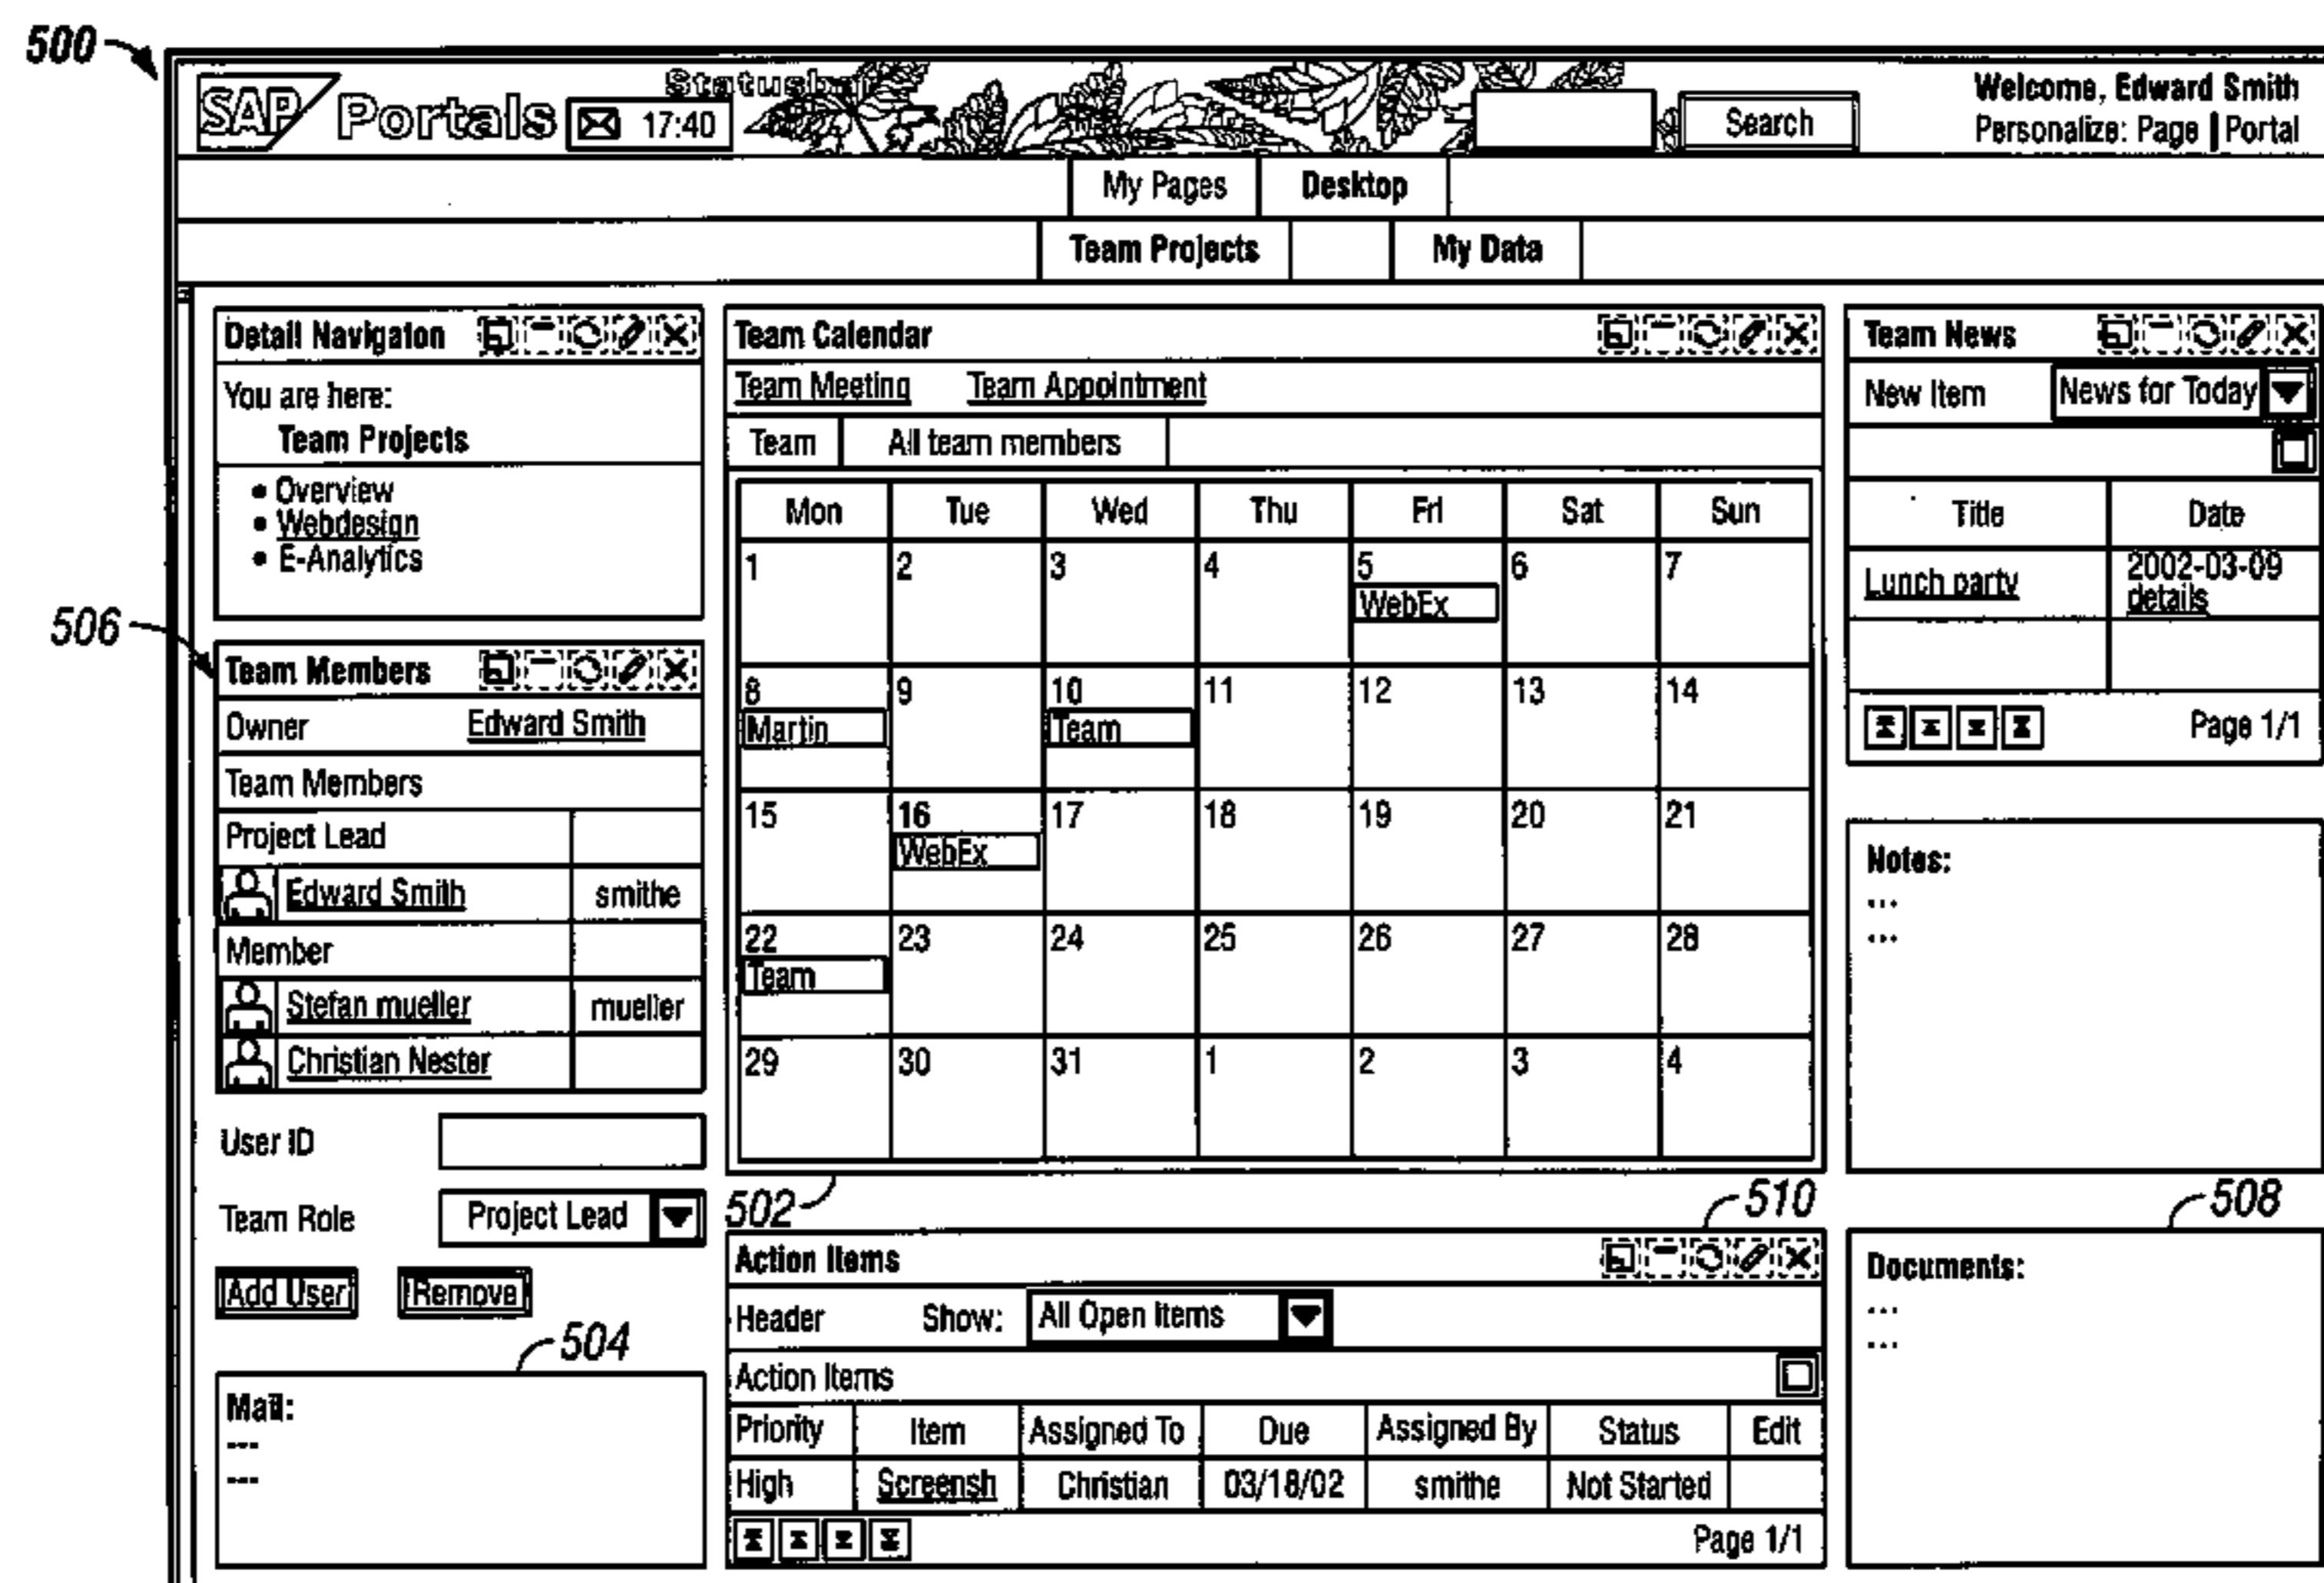 500
SAP Portals
Statusbar
17:40
Search
Welcome, Edward Smith
Personalize: Page | Portal
My Pages Desktop
Team Projects My Data
Detail Navigaton
You are here:
Team Projects
• Overview
• Webdesign
• E-Analytics
506
Team Members
Owner Edward Smith
Team Members
Project Lead
Edward Smith smithe
Member
Stefan mueller mueller
Christian Nester
User ID
Team Role Project Lead
Add User Remove
504
Mail:
...
...
Team Calendar
Team Meeting Team Appointment
Team All team members
Mon Tue Wed Thu Fri Sat Sun
1 2 3 4 5 6 7
WebEx
8 9 10 11 12 13 14
Martin Team
15 16 17 18 19 20 21
WebEx
22 23 24 25 26 27 28
Team
29 30 31 1 2 3 4
502
510
Action Items
Header Show: All Open Items
Action Items
Priority Item Assigned To Due Assigned By Status Edit
High Screensh Christian 03/18/02 smithe Not Started
Page 1/1
Team News
New Item News for Today
Title Date
Lunch party 2002-03-09
details
Page 1/1
Notes:
...
...
508
Documents:
...
...